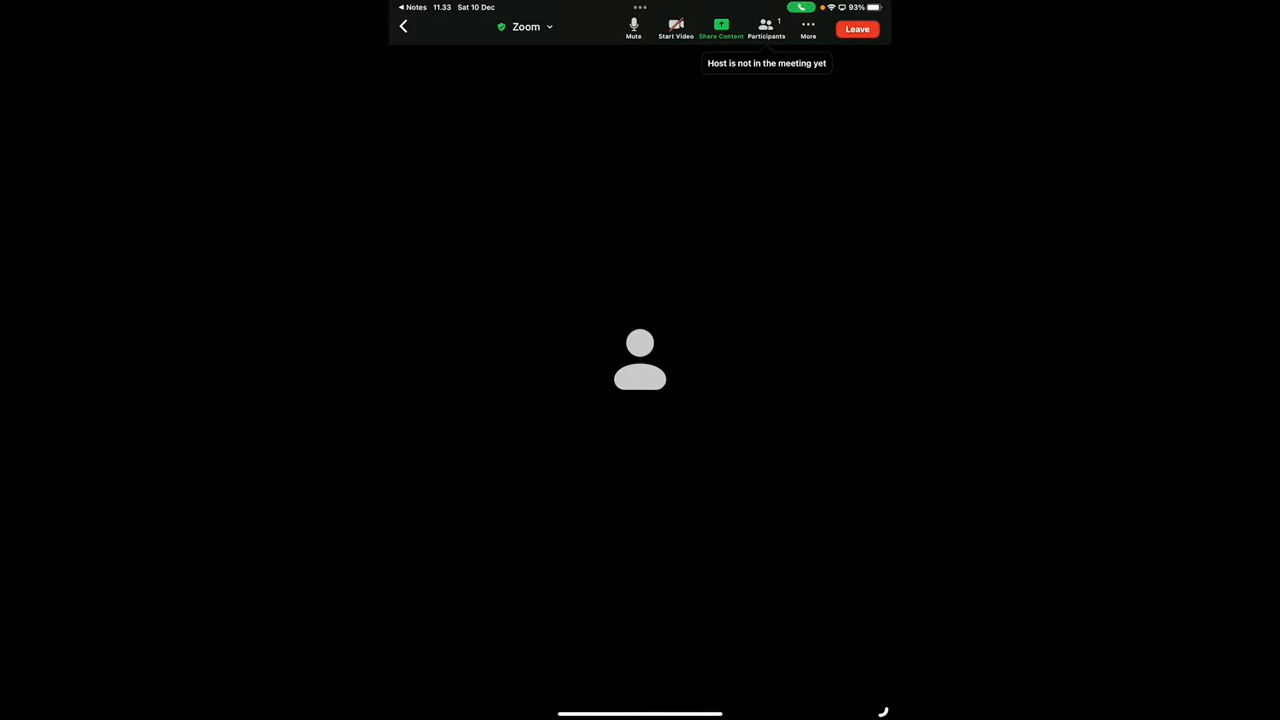 Notes 11.33 Sat 10 Dec 93%
Zoom
Mute Start Video Share Content Participants 1 More Leave
Host is not in the meeting yet